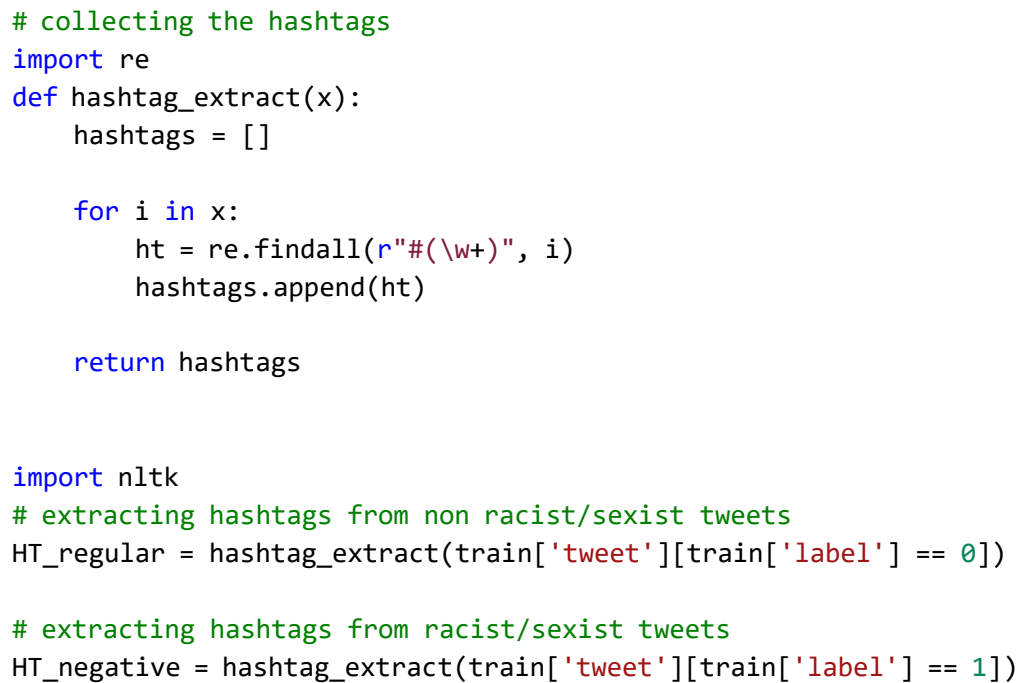 # collecting the hashtags
import re
def hashtag_extract(x):
    hashtags = []
    for i in x:
        ht = re.findall(r"#(\w+)", i)
        hashtags.append(ht)
    return hashtags
import nltk
# extracting hashtags from non racist/sexist tweets
HT_regular = hashtag_extract(train['tweet'][train['label'] == 0])
# extracting hashtags from racist/sexist tweets
HT_negative = hashtag_extract(train['tweet'][train['label'] == 1])